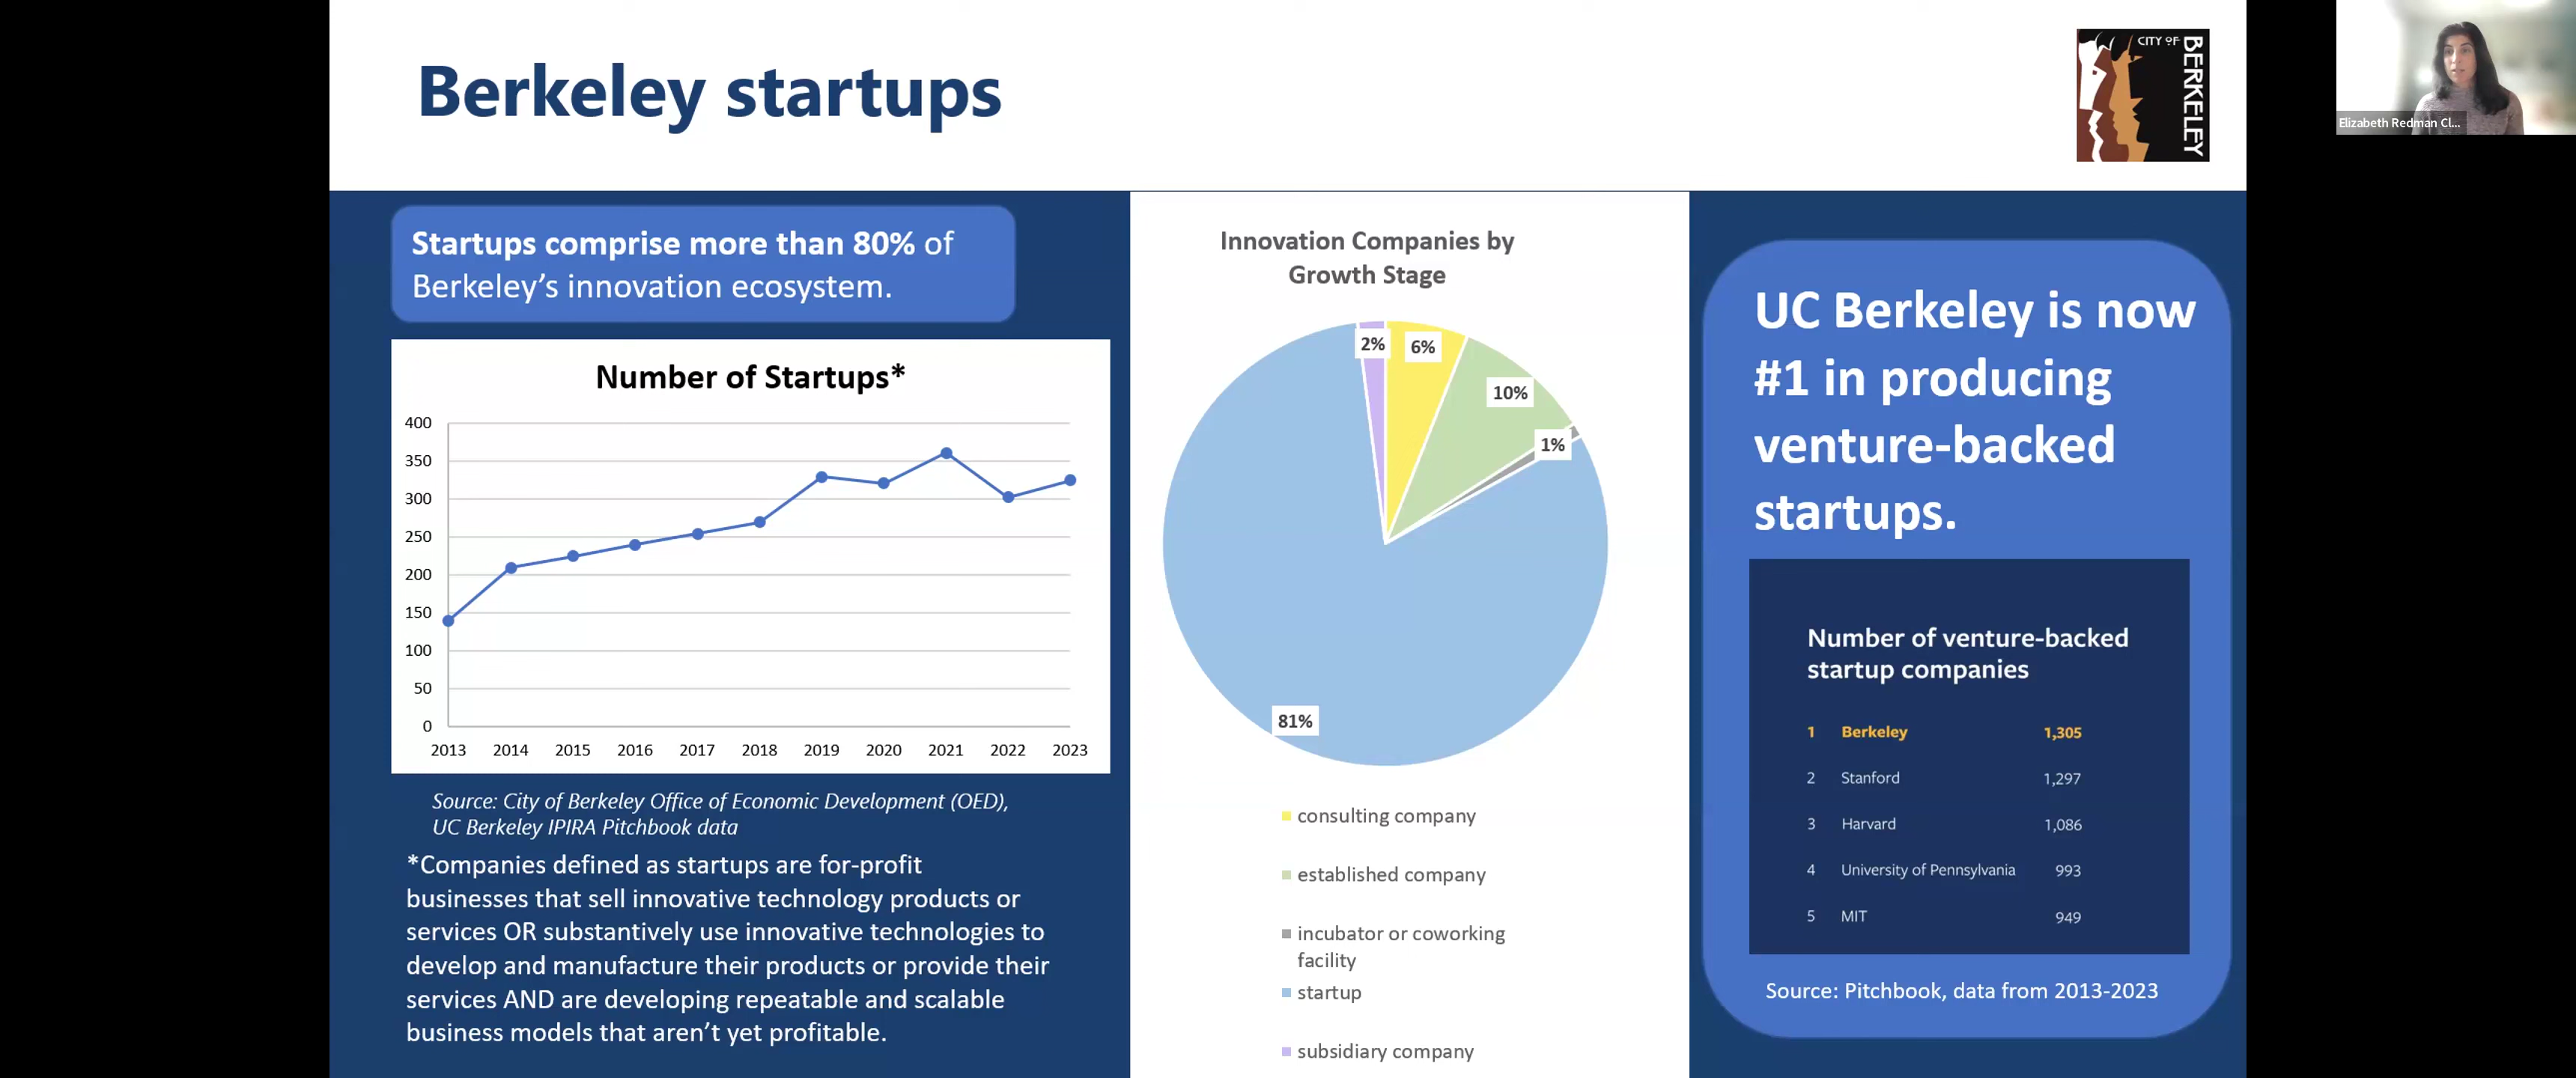 Berkeley startups
CITY OF
BERKELEY
Elizabeth Redman Cl...
Startups comprise more than 80% of
Berkeley’s innovation ecosystem.
Number of Startups*
400
350
300
250
200
150
100
50
0
2013 2014 2015 2016 2017 2018 2019 2020 2021 2022 2023
Source: City of Berkeley Office of Economic Development (OED),
UC Berkeley IPIRA Pitchbook data
*Companies defined as startups are for-profit
businesses that sell innovative technology products or
services OR substantively use innovative technologies to
develop and manufacture their products or provide their
services AND are developing repeatable and scalable
business models that aren’t yet profitable.
Innovation Companies by
Growth Stage
2% 6%
10%
1%
81%
consulting company
established company
incubator or coworking
facility
startup
subsidiary company
UC Berkeley is now
#1 in producing
venture-backed
startups.
Number of venture-backed
startup companies
1 Berkeley 1,305
2 Stanford 1,297
3 Harvard 1,086
4 University of Pennsylvania 993
5 MIT 949
Source: Pitchbook, data from 2013-2023